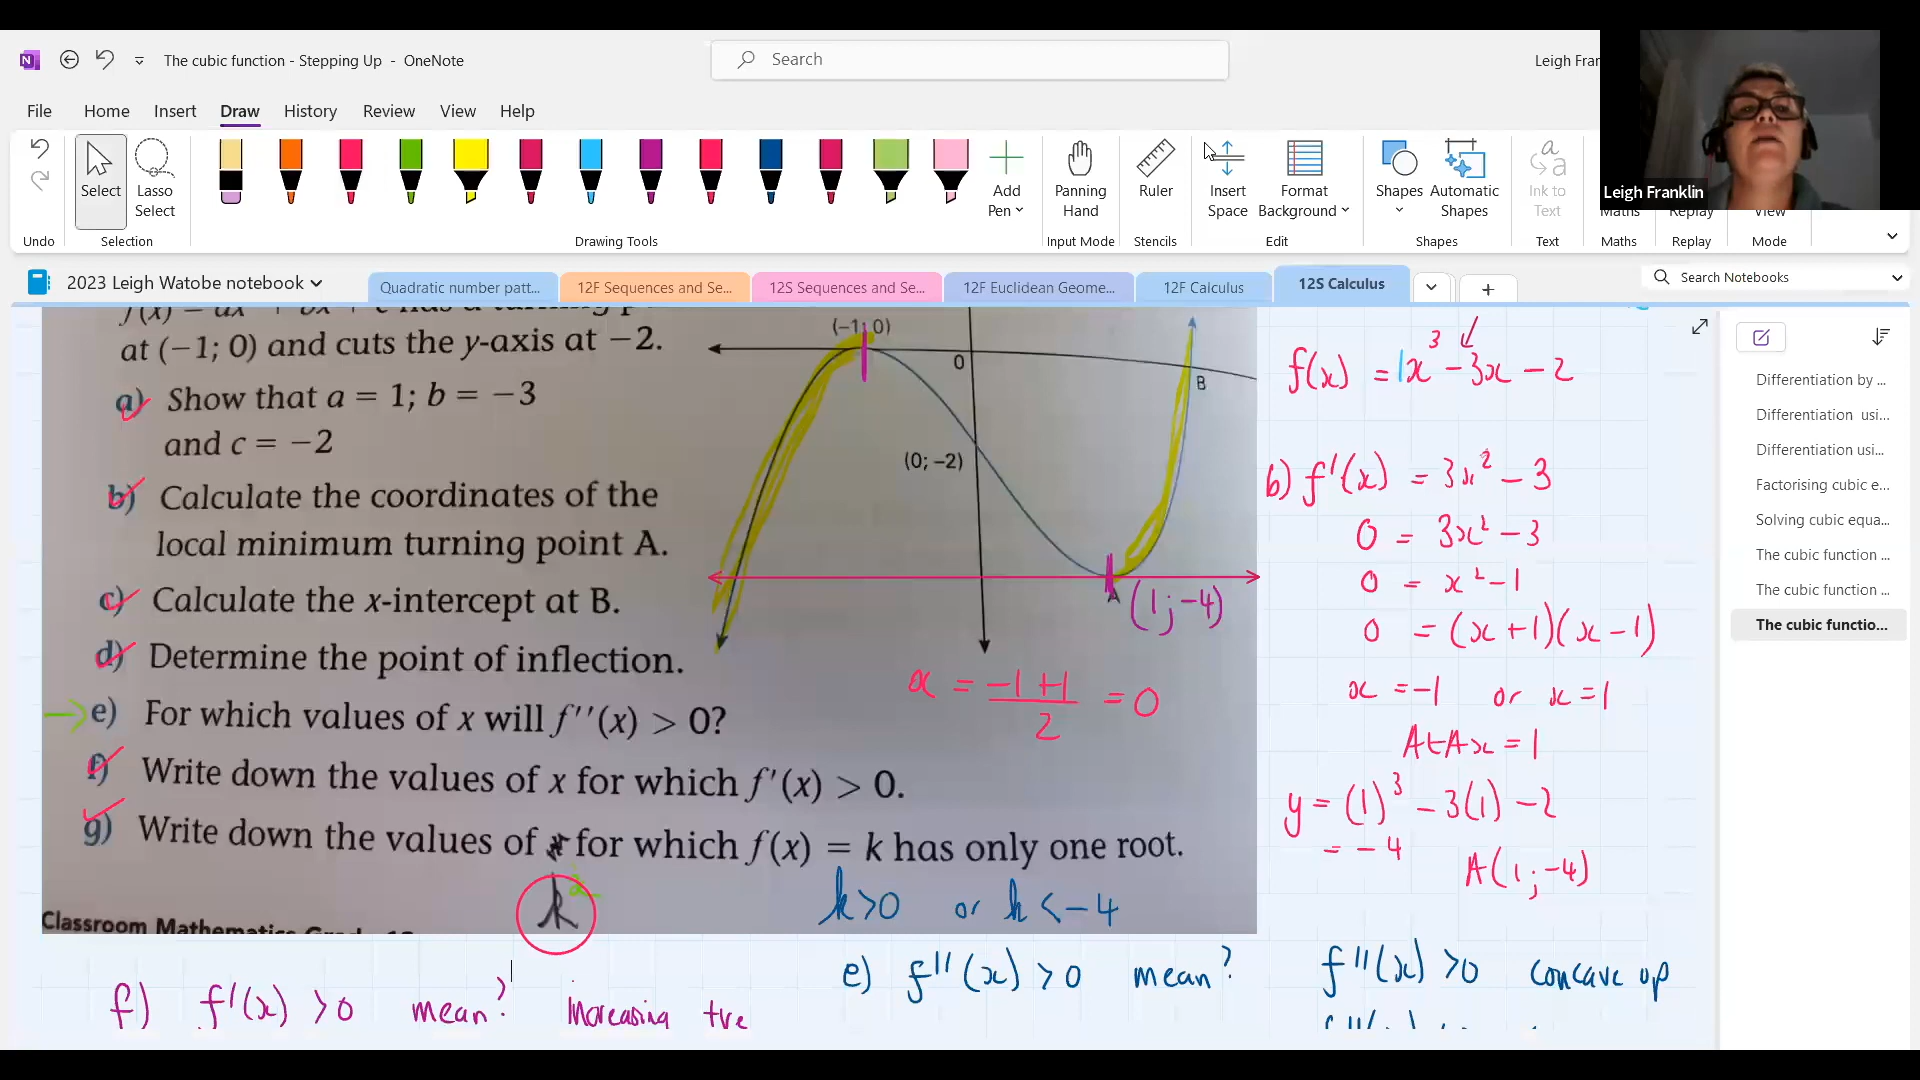 The cubic function - Stepping Up - OneNote
Search
Leigh Fran
File Home Insert Draw History Review View Help
Select
Lasso Select
Add Pen
Panning Hand
Ruler
Insert Space
Format Background
Shapes
Automatic Shapes
Ink to Text
Maths
Replay
View
Leigh Franklin
Undo Selection Drawing Tools Input Mode Stencils Edit Shapes Text Maths Replay Mode
2023 Leigh Watobe notebook
Quadratic number patt...
12F Sequences and Se...
12S Sequences and Se...
12F Euclidean Geome...
12F Calculus
12S Calculus
+
Search Notebooks
at (−1; 0) and cuts the y-axis at −2.
a) Show that a = 1; b = −3
and c = −2
b) Calculate the coordinates of the
local minimum turning point A.
c) Calculate the x-intercept at B.
d) Determine the point of inflection.
e) For which values of x will f′′(x) > 0?
f) Write down the values of x for which f′(x) > 0.
g) Write down the values of for which f(x) = k has only one root.
k
Classroom Mathematics
(−1; 0)
0
B
(0; −2)
A
(1; −4)
x = (−1 + 1)/2 = 0
k > 0 or k < −4
f(x) = 1x³ − 3x − 2
b) f′(x) = 3x² − 3
0 = 3x² − 3
0 = x² − 1
0 = (x + 1)(x − 1)
x = −1 or x = 1
At A x = 1
y = (1)³ − 3(1) − 2
= −4
A(1; −4)
e) f′′(x) > 0 mean?
f′′(x) > 0 concave up
f) f′(x) > 0 mean? increasing +ve
Differentiation by ...
Differentiation usi...
Differentiation usi...
Factorising cubic e...
Solving cubic equa...
The cubic function ...
The cubic function ...
The cubic functio...